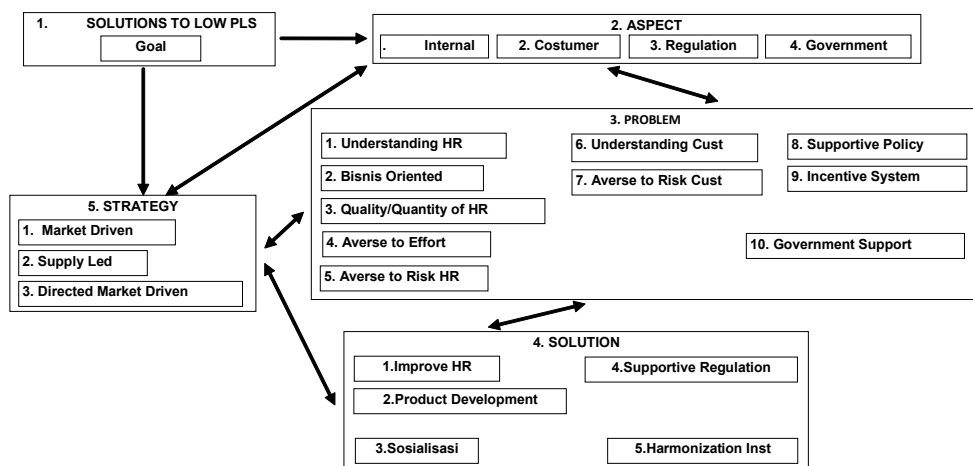 1. SOLUTIONS TO LOW PLS
Goal
2. ASPECT
. Internal
2. Costumer
3. Regulation
4. Government
3. PROBLEM
1. Understanding HR
2. Bisnis Oriented
3. Quality/Quantity of HR
4. Averse to Effort
5. Averse to Risk HR
6. Understanding Cust
7. Averse to Risk Cust
8. Supportive Policy
9. Incentive System
10. Government Support
5. STRATEGY
1. Market Driven
2. Supply Led
3. Directed Market Driven
4. SOLUTION
1.Improve HR
2.Product Development
3.Sosialisasi
4.Supportive Regulation
5.Harmonization Inst